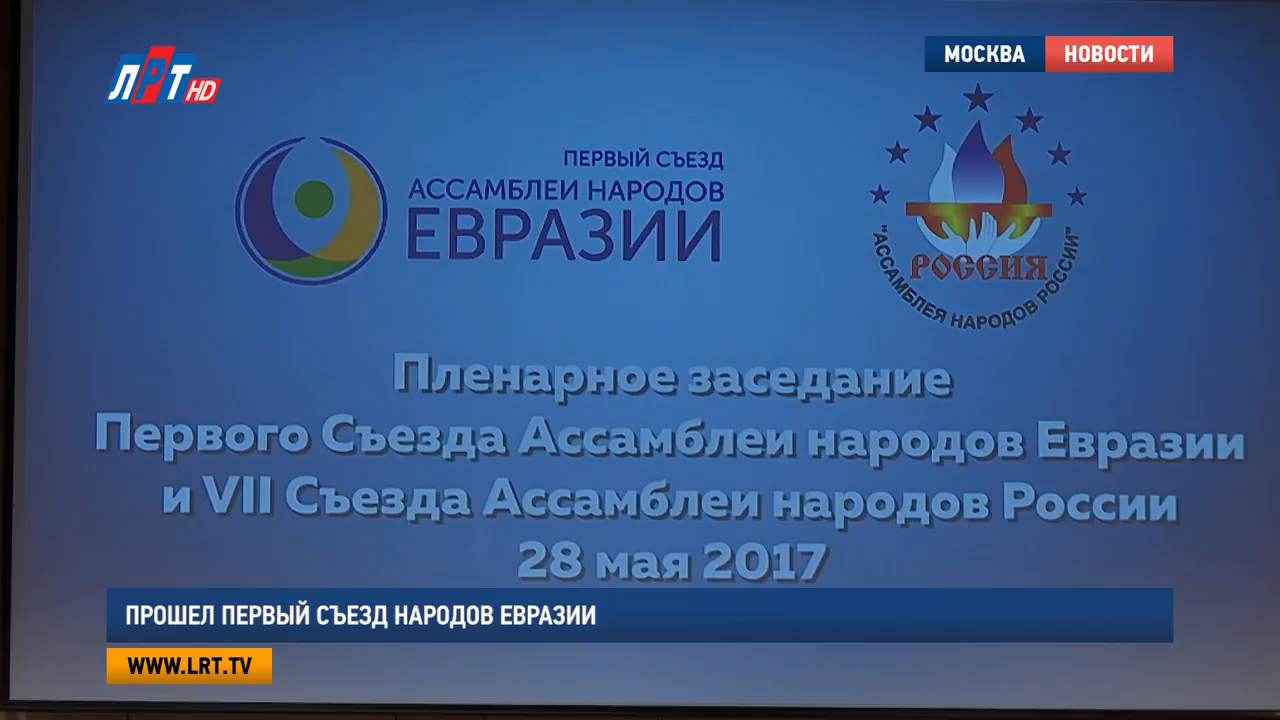 ЛРТ HD
МОСКВА НОВОСТИ
ПЕРВЫЙ СЪЕЗД
АССАМБЛЕИ НАРОДОВ
ЕВРАЗИИ
РОССИЯ
"АССАМБЛЕЯ НАРОДОВ РОССИИ"
Пленарное заседание
Первого Съезда Ассамблеи народов Евразии
и VII Съезда Ассамблеи народов России
28 мая 2017
ПРОШЕЛ ПЕРВЫЙ СЪЕЗД НАРОДОВ ЕВРАЗИИ
WWW.LRT.TV